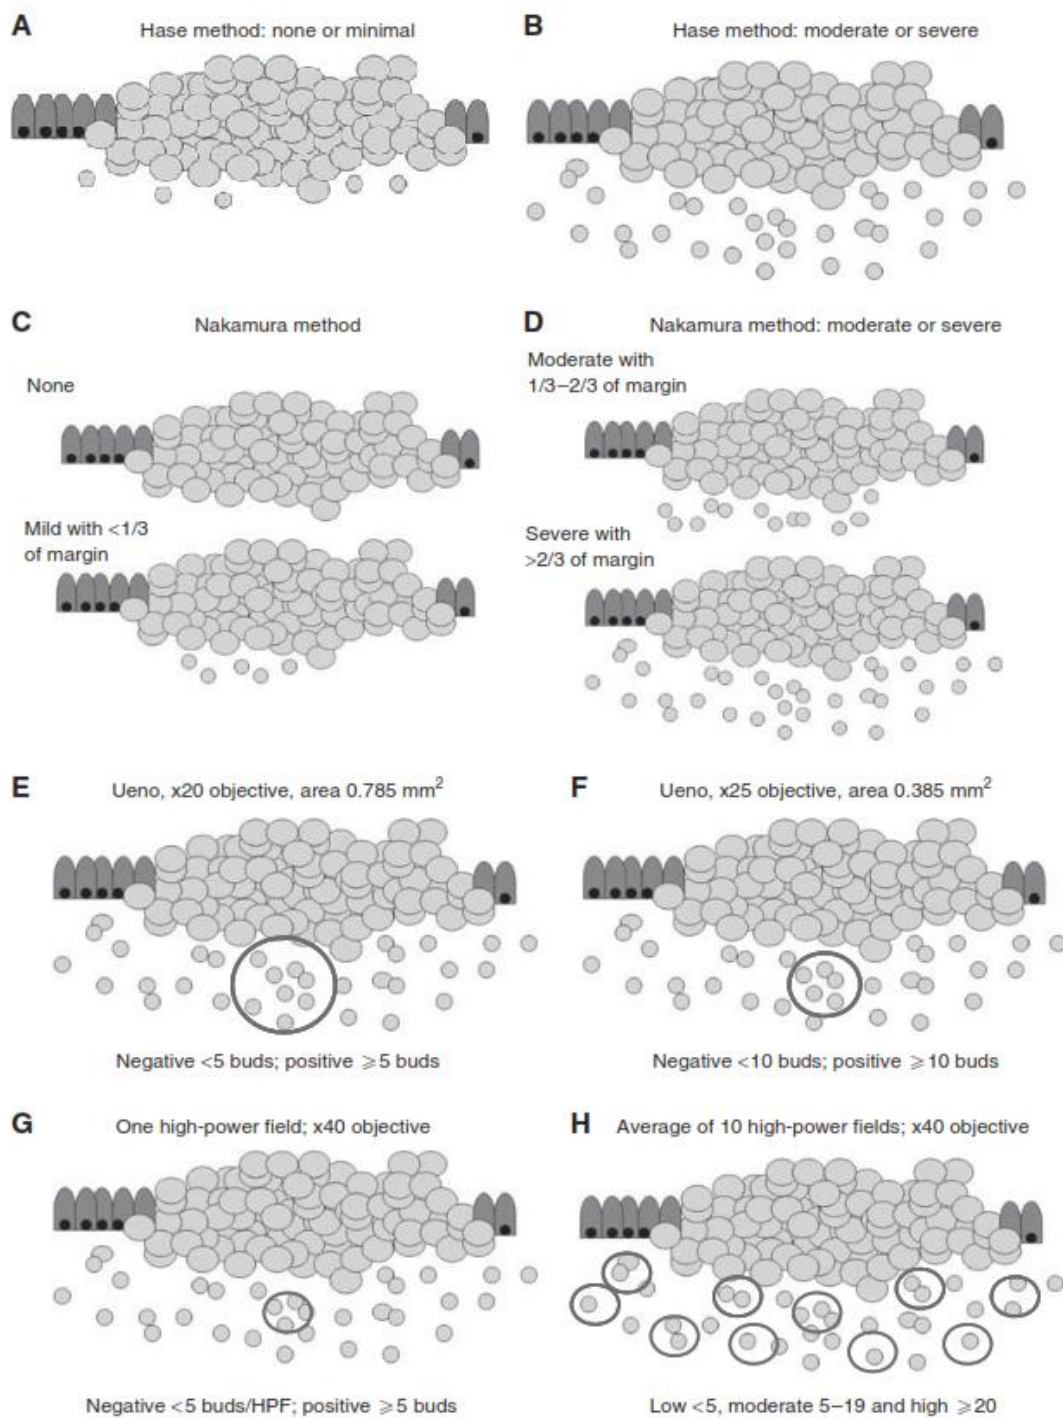 A
Hase method: none or minimal
B
Hase method: moderate or severe
C
Nakamura method
None
Mild with <1/3
of margin
D
Nakamura method: moderate or severe
Moderate with
1/3–2/3 of margin
Severe with
>2/3 of margin
E
Ueno, x20 objective, area 0.785 mm²
Negative <5 buds; positive ⩾5 buds
F
Ueno, x25 objective, area 0.385 mm²
Negative <10 buds; positive ⩾10 buds
G
One high-power field; x40 objective
Negative <5 buds/HPF; positive ⩾5 buds
H
Average of 10 high-power fields; x40 objective
Low <5, moderate 5–19 and high ⩾20